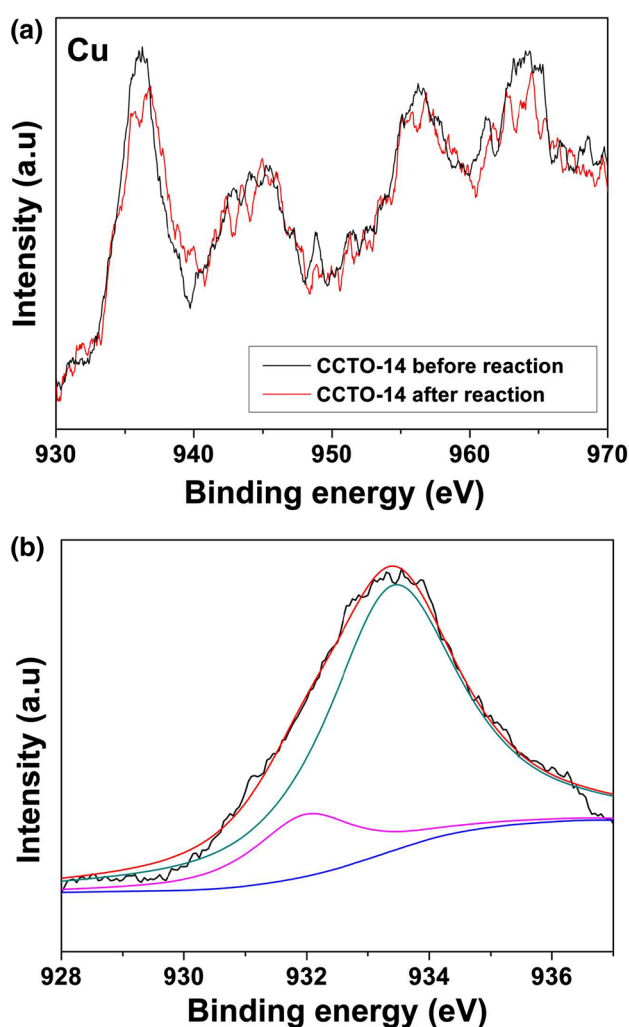 (a)
Cu
Intensity (a.u)
CCTO-14 before reaction
CCTO-14 after reaction
930 940 950 960 970
Binding energy (eV)
(b)
Intensity (a.u)
928 930 932 934 936
Binding energy (eV)